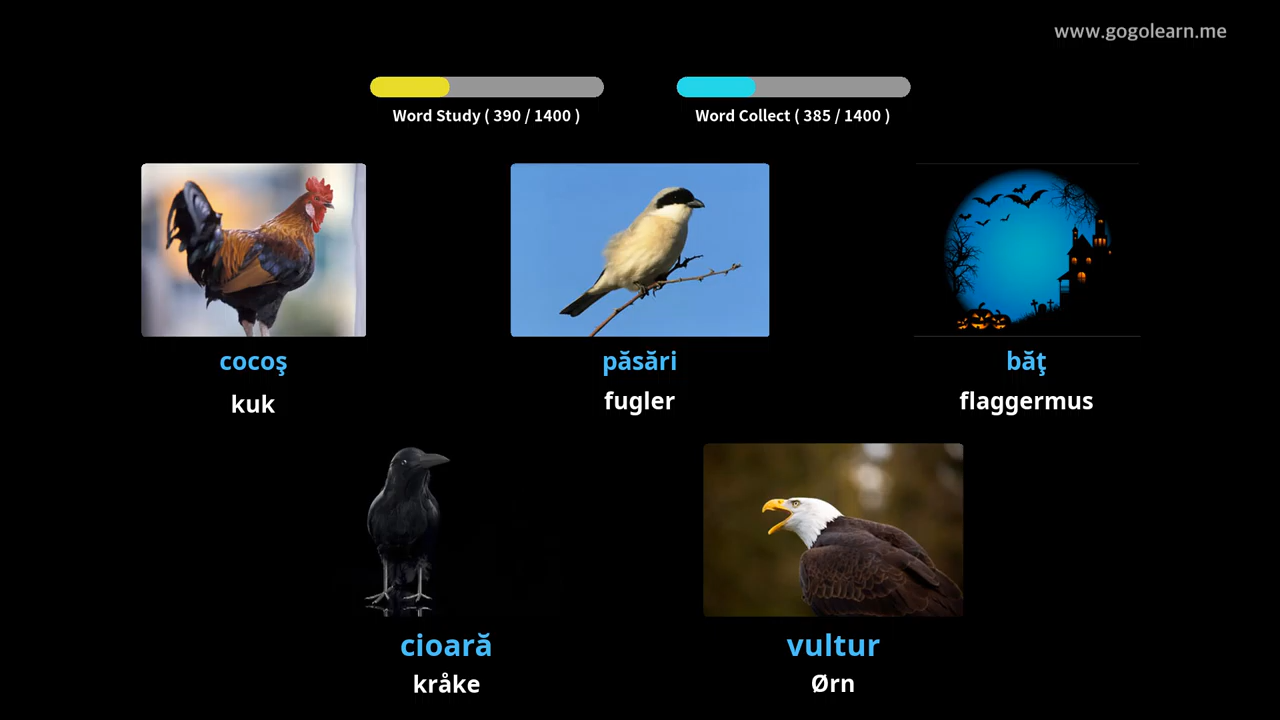 www.gogolearn.me
Word Study ( 390 / 1400 )
Word Collect ( 385 / 1400 )
cocoş
păsări
băţ
kuk
fugler
flaggermus
cioară
vultur
kråke
Ørn